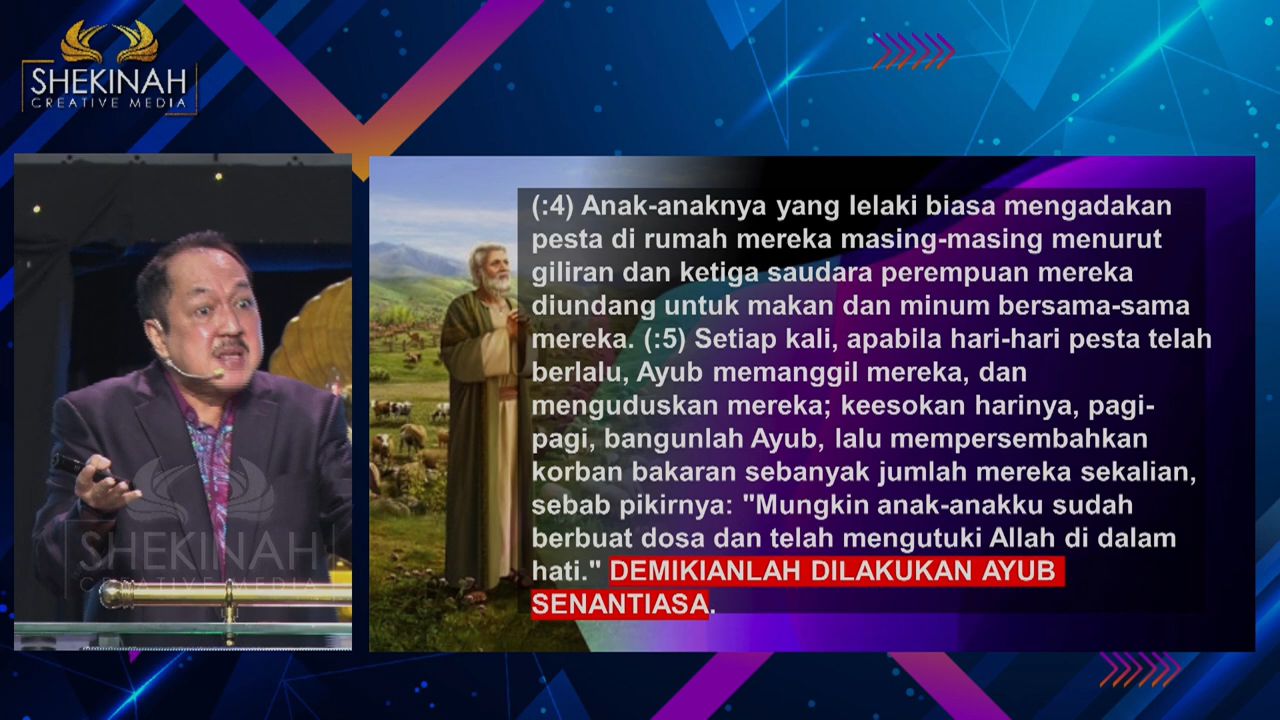 SHEKINAH
CREATIVE MEDIA
(:4) Anak-anaknya yang lelaki biasa mengadakan
pesta di rumah mereka masing-masing menurut
giliran dan ketiga saudara perempuan mereka
diundang untuk makan dan minum bersama-sama
mereka. (:5) Setiap kali, apabila hari-hari pesta telah
berlalu, Ayub memanggil mereka, dan
menguduskan mereka; keesokan harinya, pagi-
pagi, bangunlah Ayub, lalu mempersembahkan
korban bakaran sebanyak jumlah mereka sekalian,
sebab pikirnya: "Mungkin anak-anakku sudah
berbuat dosa dan telah mengutuki Allah di dalam
hati." DEMIKIANLAH DILAKUKAN AYUB
SENANTIASA.
SHEKINAH
CREATIVE MEDIA